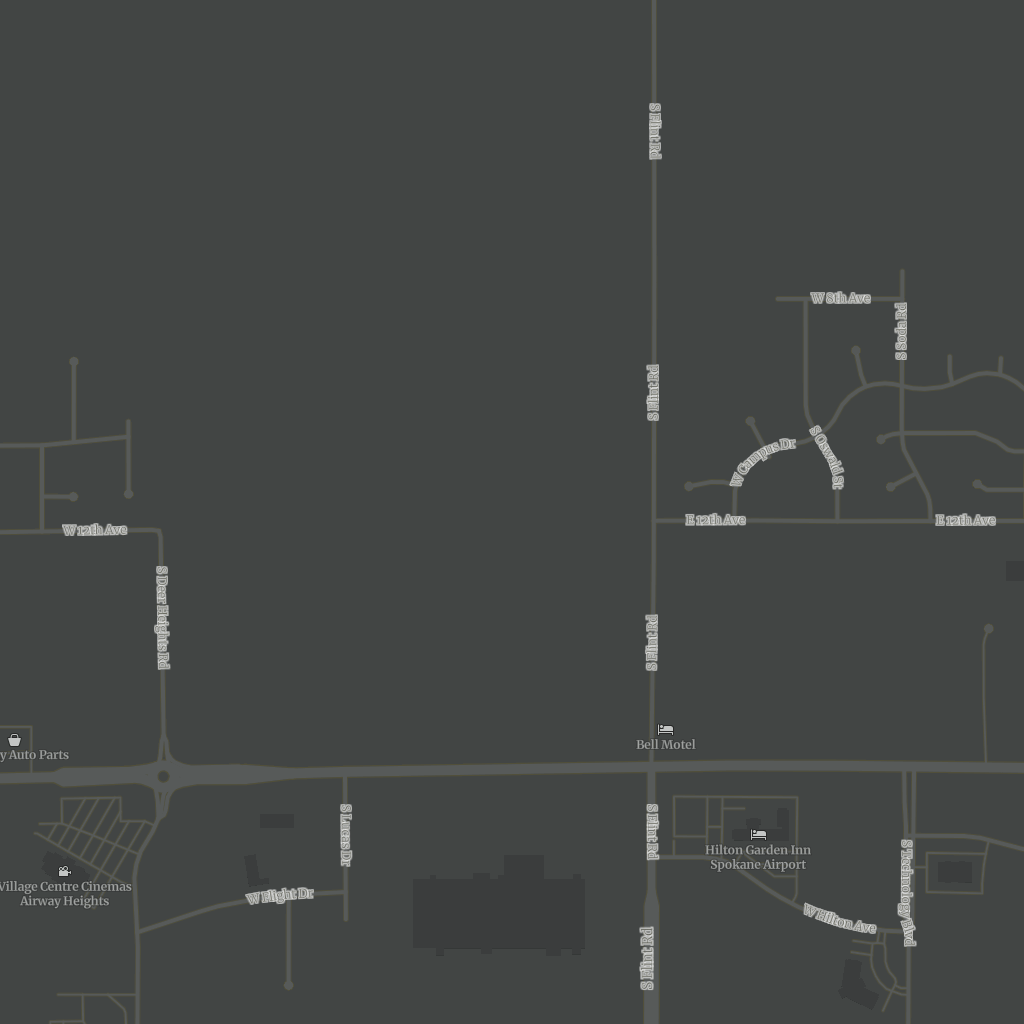 S Flint Rd
W 8th Ave
S Soda Rd
S Flint Rd
W Campus Dr
S Oswald St
E 12th Ave
E 12th Ave
W 12th Ave
S Deer Heights Rd
S Flint Rd
Bell Motel
y Auto Parts
S Lucas Dr
S Flint Rd
Hilton Garden Inn
Spokane Airport
S Technology Blvd
Village Centre Cinemas
Airway Heights
W Flight Dr
W Hilton Ave
S Flint Rd